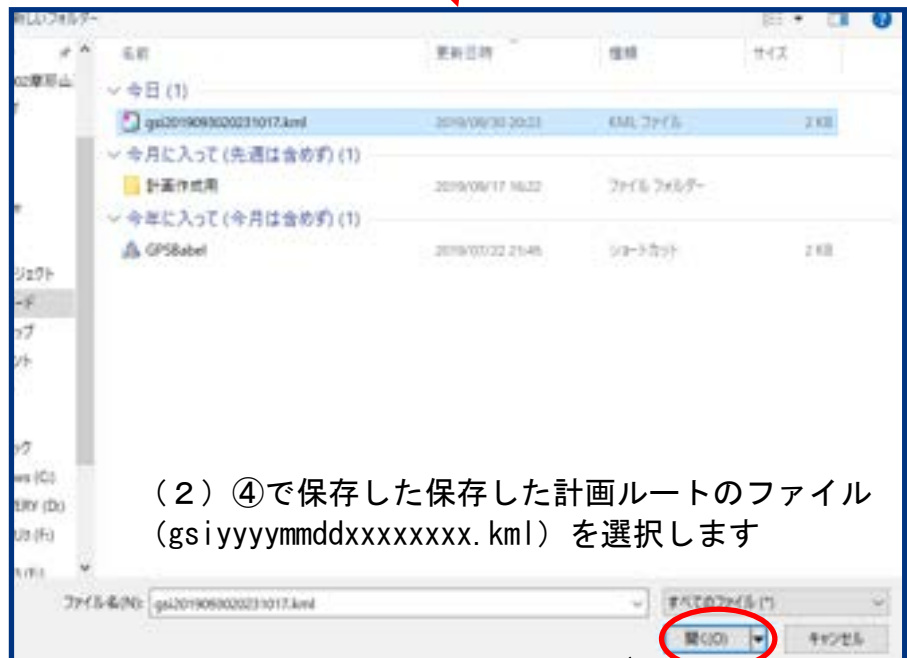 新しいフォルダー
名前 更新日時 種類 サイズ
今日 (1)
gsi2019093020231017.kml 2019/09/30 20:23 KML ファイル 2 KB
今月に入って (先週は含めず) (1)
計画作成用 2019/09/17 16:22 ファイル フォルダー
今年に入って (今月は含めず) (1)
GPSBabel 2019/07/22 21:46 ショートカット 2 KB
(2) ④で保存した保存した計画ルートのファイル
(gsiyyyymmddxxxxxxxx.kml) を選択します
ファイル名(N): gsi2019093020231017.kml すべてのファイル (*)
開く(O) キャンセル